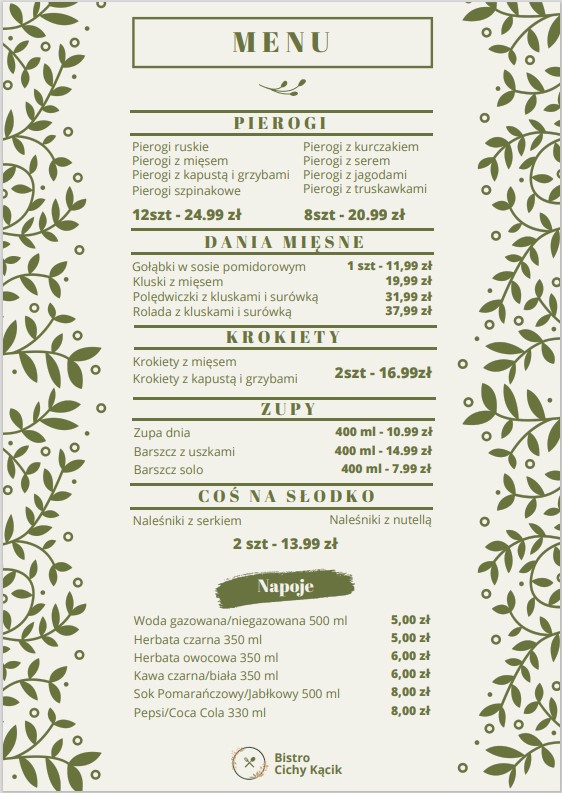 MENU
PIEROGI
Pierogi ruskie
Pierogi z mięsem
Pierogi z kapustą i grzybami
Pierogi szpinakowe
12szt - 24.99 zł
Pierogi z kurczakiem
Pierogi z serem
Pierogi z jagodami
Pierogi z truskawkami
8szt - 20.99 zł
DANIA MIĘSNE
Gołąbki w sosie pomidorowym 1 szt - 11,99 zł
Kluski z mięsem 19,99 zł
Polędwiczki z kluskami i surówką 31,99 zł
Rolada z kluskami i surówką 37,99 zł
KROKIETY
Krokiety z mięsem
Krokiety z kapustą i grzybami
2szt - 16.99zł
ZUPY
Zupa dnia 400 ml - 10.99 zł
Barszcz z uszkami 400 ml - 14.99 zł
Barszcz solo 400 ml - 7.99 zł
COŚ NA SŁODKO
Naleśniki z serkiem Naleśniki z nutellą
2 szt - 13.99 zł
Napoje
Woda gazowana/niegazowana 500 ml 5,00 zł
Herbata czarna 350 ml 5,00 zł
Herbata owocowa 350 ml 6,00 zł
Kawa czarna/biała 350 ml 6,00 zł
Sok Pomarańczowy/Jabłkowy 500 ml 8,00 zł
Pepsi/Coca Cola 330 ml 8,00 zł
Bistro
Cichy Kącik